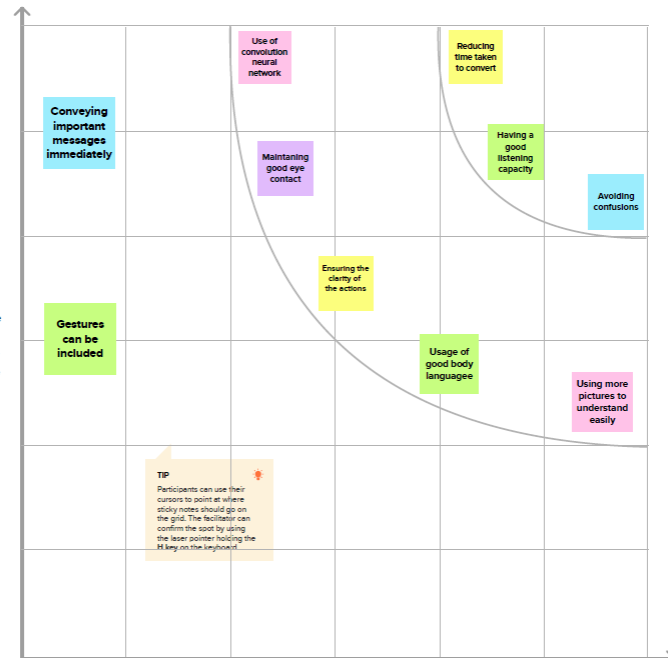 Use of
convolution
neural
network
Reducing
time taken
to convert
Conveying
important
messages
immediately
Having a
good
listening
capacity
Maintaning
good eye
contact
Avoiding
confusions
Ensuring the
clarity of
the actions
Gestures
can be
included
Usage of
good body
languagee
Using more
pictures to
understand
easily
TIP
Participants can use their
cursors to point at where
sticky notes should go on
the grid. The facilitator can
confirm the spot by using
the laser pointer holding the
H key on the keyboard